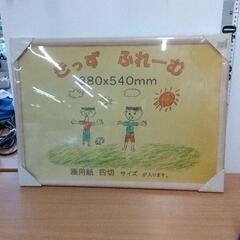 きっず ふれーむ
380x540mm
画用紙 四切 サイズ が入ります。